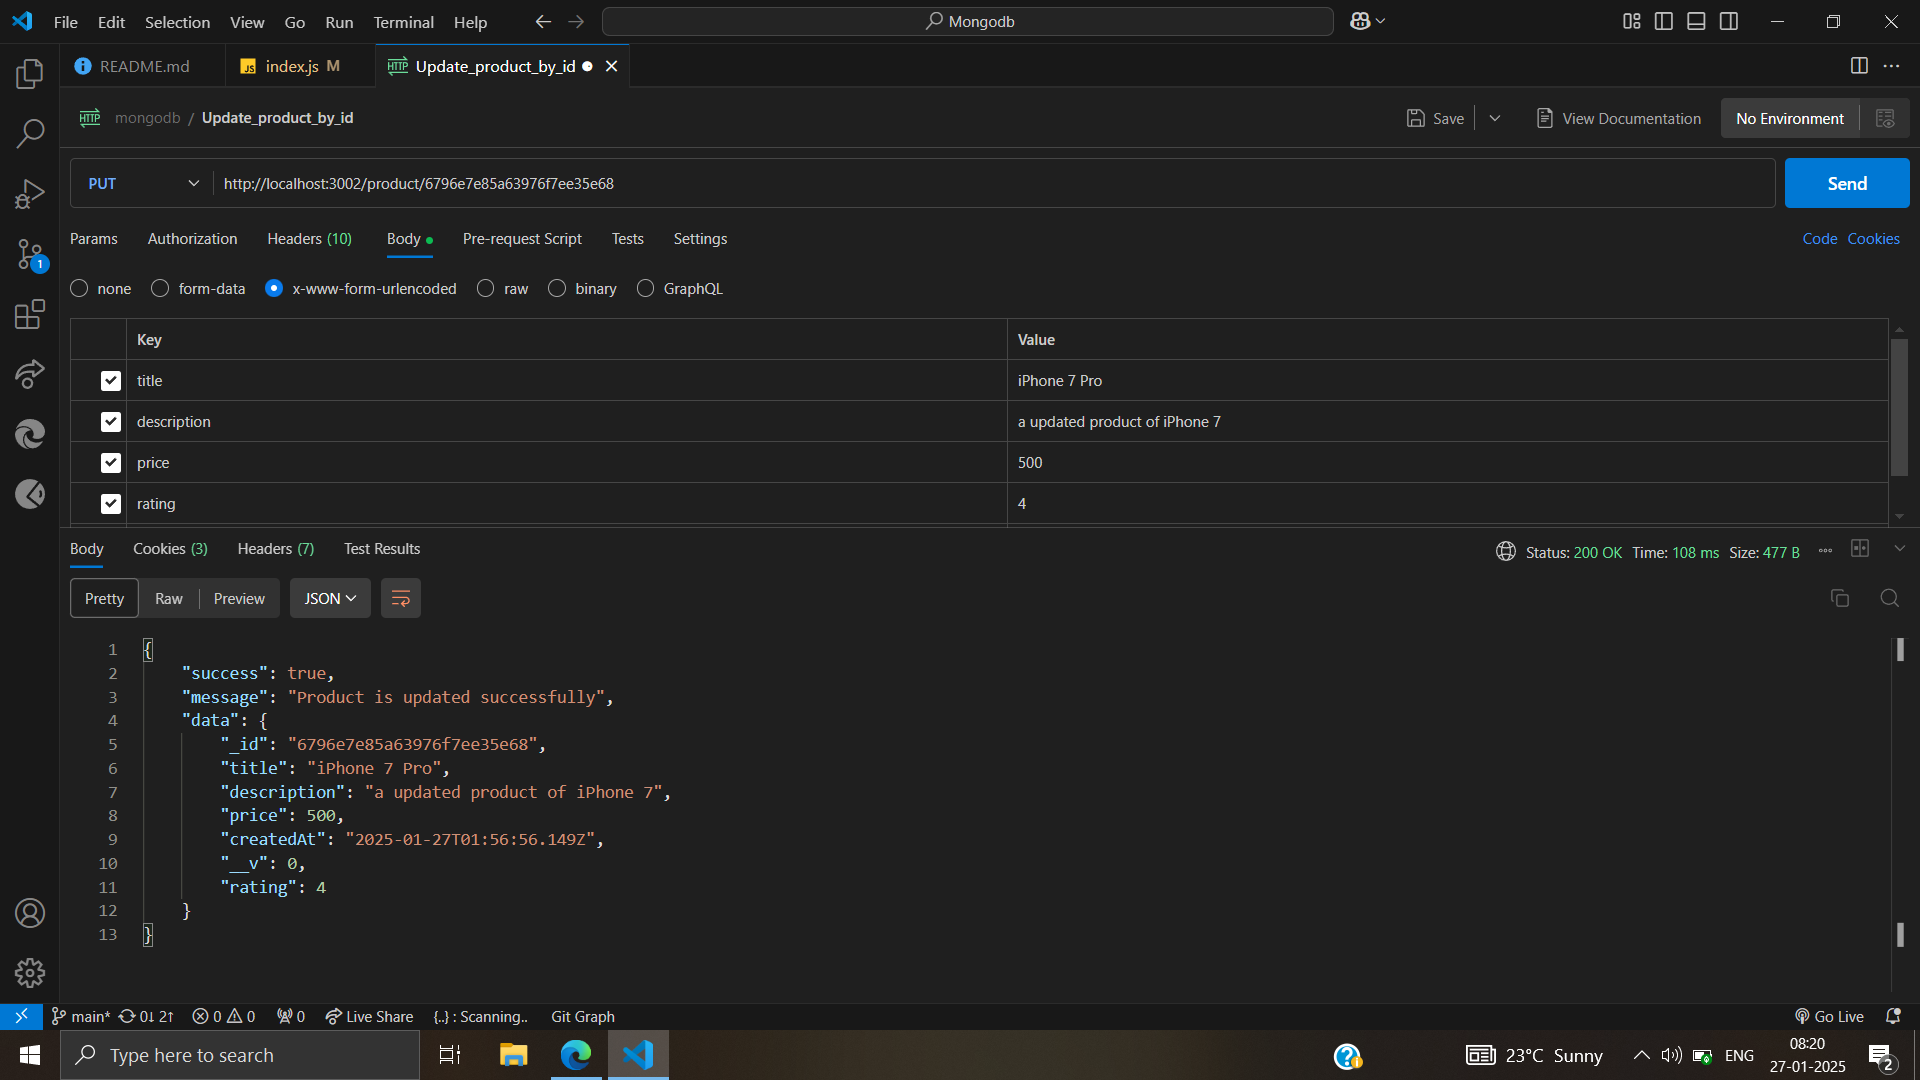 File Edit Selection View Go Run Terminal Help Mongodb
README.md JS index.js M HTTP Update_product_by_id
HTTP mongodb / Update_product_by_id Save View Documentation No Environment
PUT http://localhost:3002/product/6796e7e85a63976f7ee35e68 Send
Params Authorization Headers (10) Body Pre-request Script Tests Settings Code Cookies
none form-data x-www-form-urlencoded raw binary GraphQL
Key Value
title iPhone 7 Pro
description a updated product of iPhone 7
price 500
rating 4
Body Cookies (3) Headers (7) Test Results Status: 200 OK Time: 108 ms Size: 477 B
Pretty Raw Preview JSON
1 {
2 "success": true,
3 "message": "Product is updated successfully",
4 "data": {
5 "_id": "6796e7e85a63976f7ee35e68",
6 "title": "iPhone 7 Pro",
7 "description": "a updated product of iPhone 7",
8 "price": 500,
9 "createdAt": "2025-01-27T01:56:56.149Z",
10 "__v": 0,
11 "rating": 4
12 }
13 }
1
main* 0↓ 2↑ 0 0 0 Live Share {..} : Scanning.. Git Graph Go Live
Type here to search 23°C Sunny ENG 08:20
27-01-2025 2